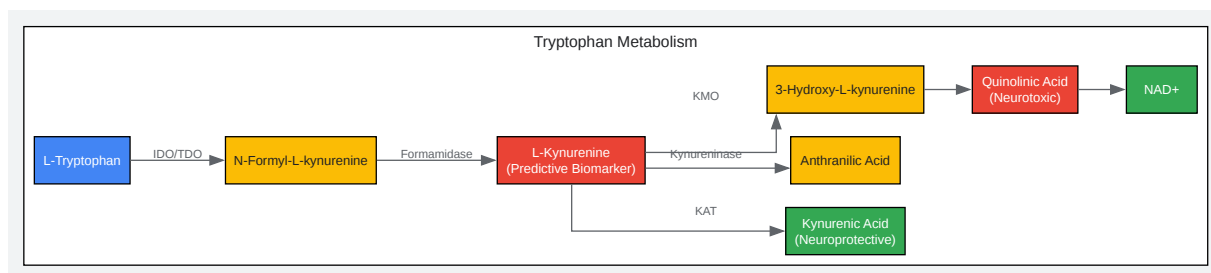 Tryptophan Metabolism
L-Tryptophan
IDO/TDO
N-Formyl-L-kynurenine
Formamidase
L-Kynurenine
(Predictive Biomarker)
KMO
3-Hydroxy-L-kynurenine
Quinolinic Acid
(Neurotoxic)
NAD+
Kynureninase
Anthranilic Acid
KAT
Kynurenic Acid
(Neuroprotective)